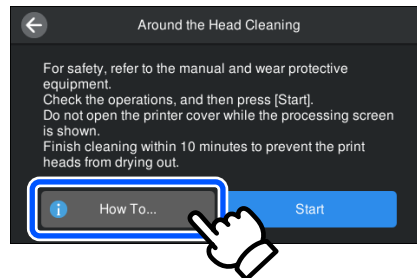 Around the Head Cleaning
For safety, refer to the manual and wear protective
equipment.
Check the operations, and then press [Start].
Do not open the printer cover while the processing screen
is shown.
Finish cleaning within 10 minutes to prevent the print
heads from drying out.
How To...
Start